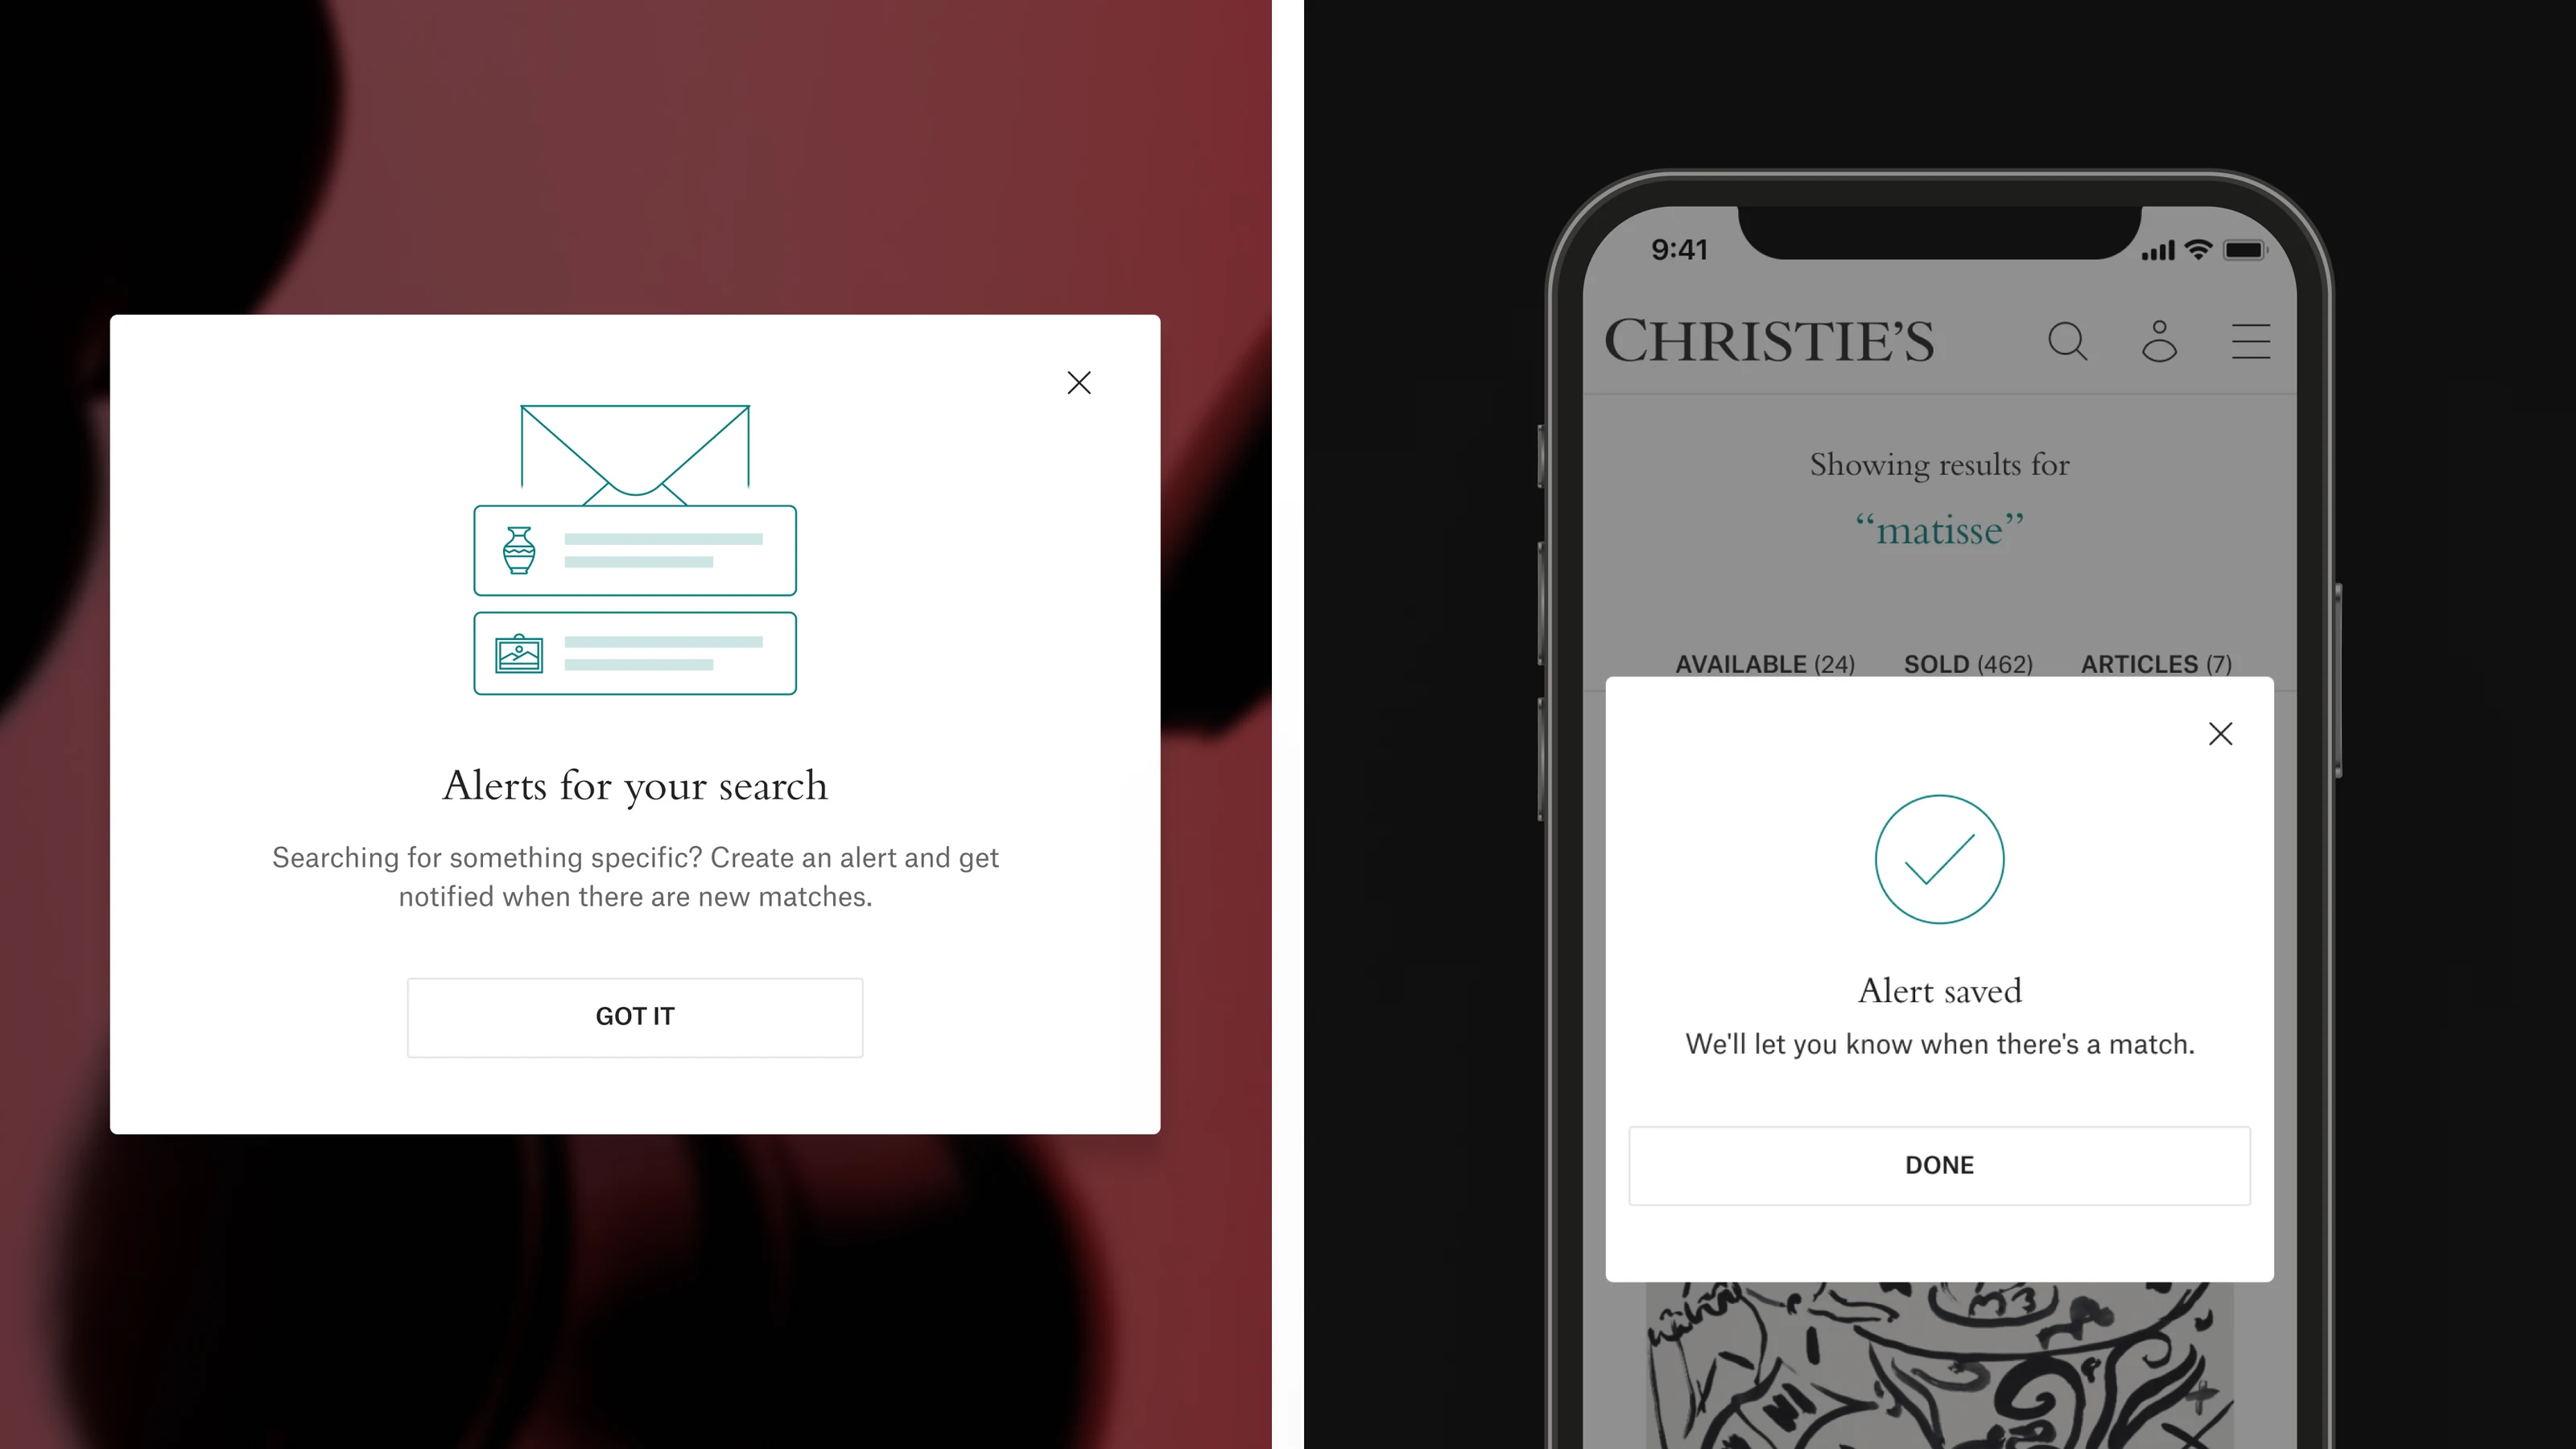 Alerts for your search
Searching for something specific? Create an alert and get
notified when there are new matches.
GOT IT
9:41
CHRISTIE’S
Showing results for
“matisse”
AVAILABLE (24) SOLD (462) ARTICLES (7)
Alert saved
We'll let you know when there's a match.
DONE